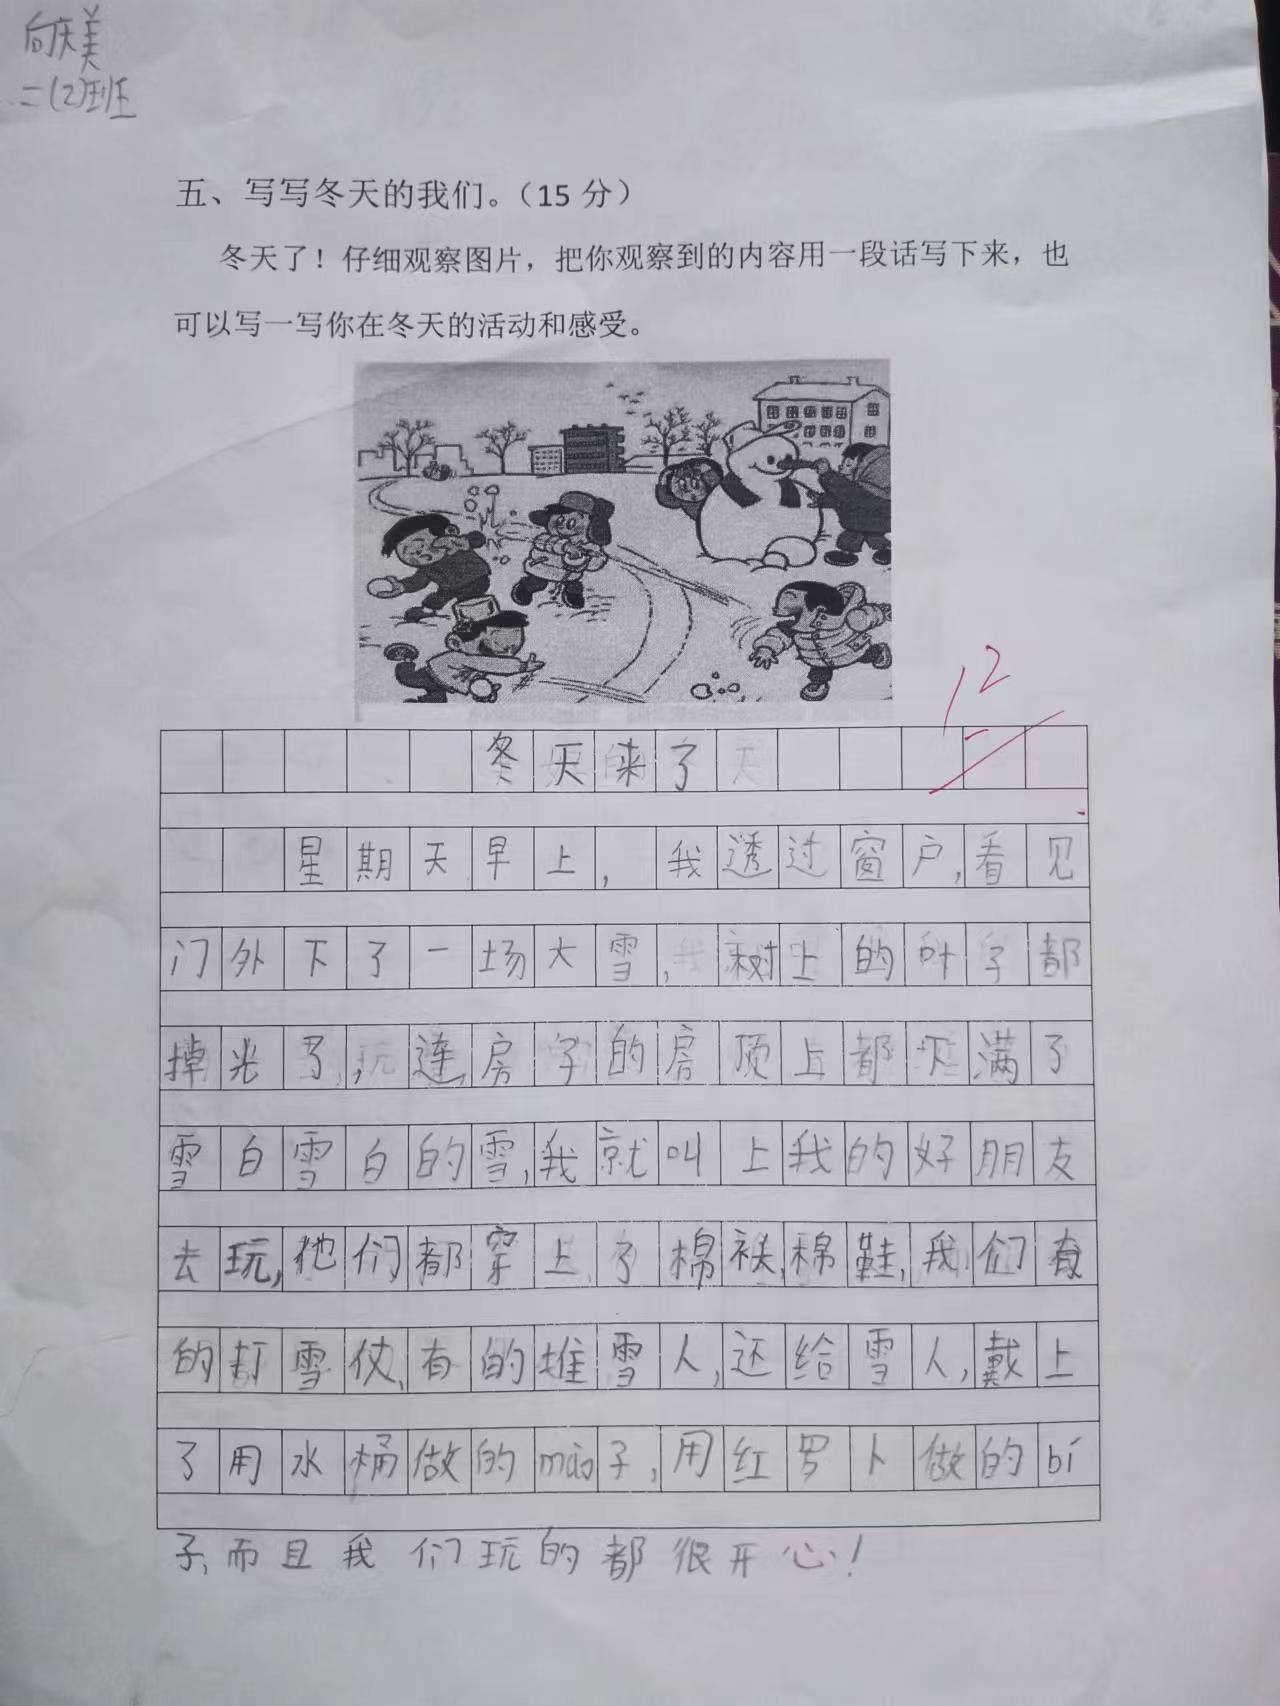 向庆美
二(2)班
五、写写冬天的我们。（15 分）
冬天了！仔细观察图片，把你观察到的内容用一段话写下来，也
可以写一写你在冬天的活动和感受。
12
冬天来了
星期天早上，我透过窗户，看见
门外下了一场大雪，树上的叶子都
掉光了，连房子的房顶上都下满了
雪白雪白的雪，我就叫上我的好朋友
去玩，他们都穿上了棉袄，棉鞋，我们有
的打雪仗、有的堆雪人，还给雪人，戴上
了用水桶做的mào子，用红罗卜做的bí
子，而且我们玩的都很开心！